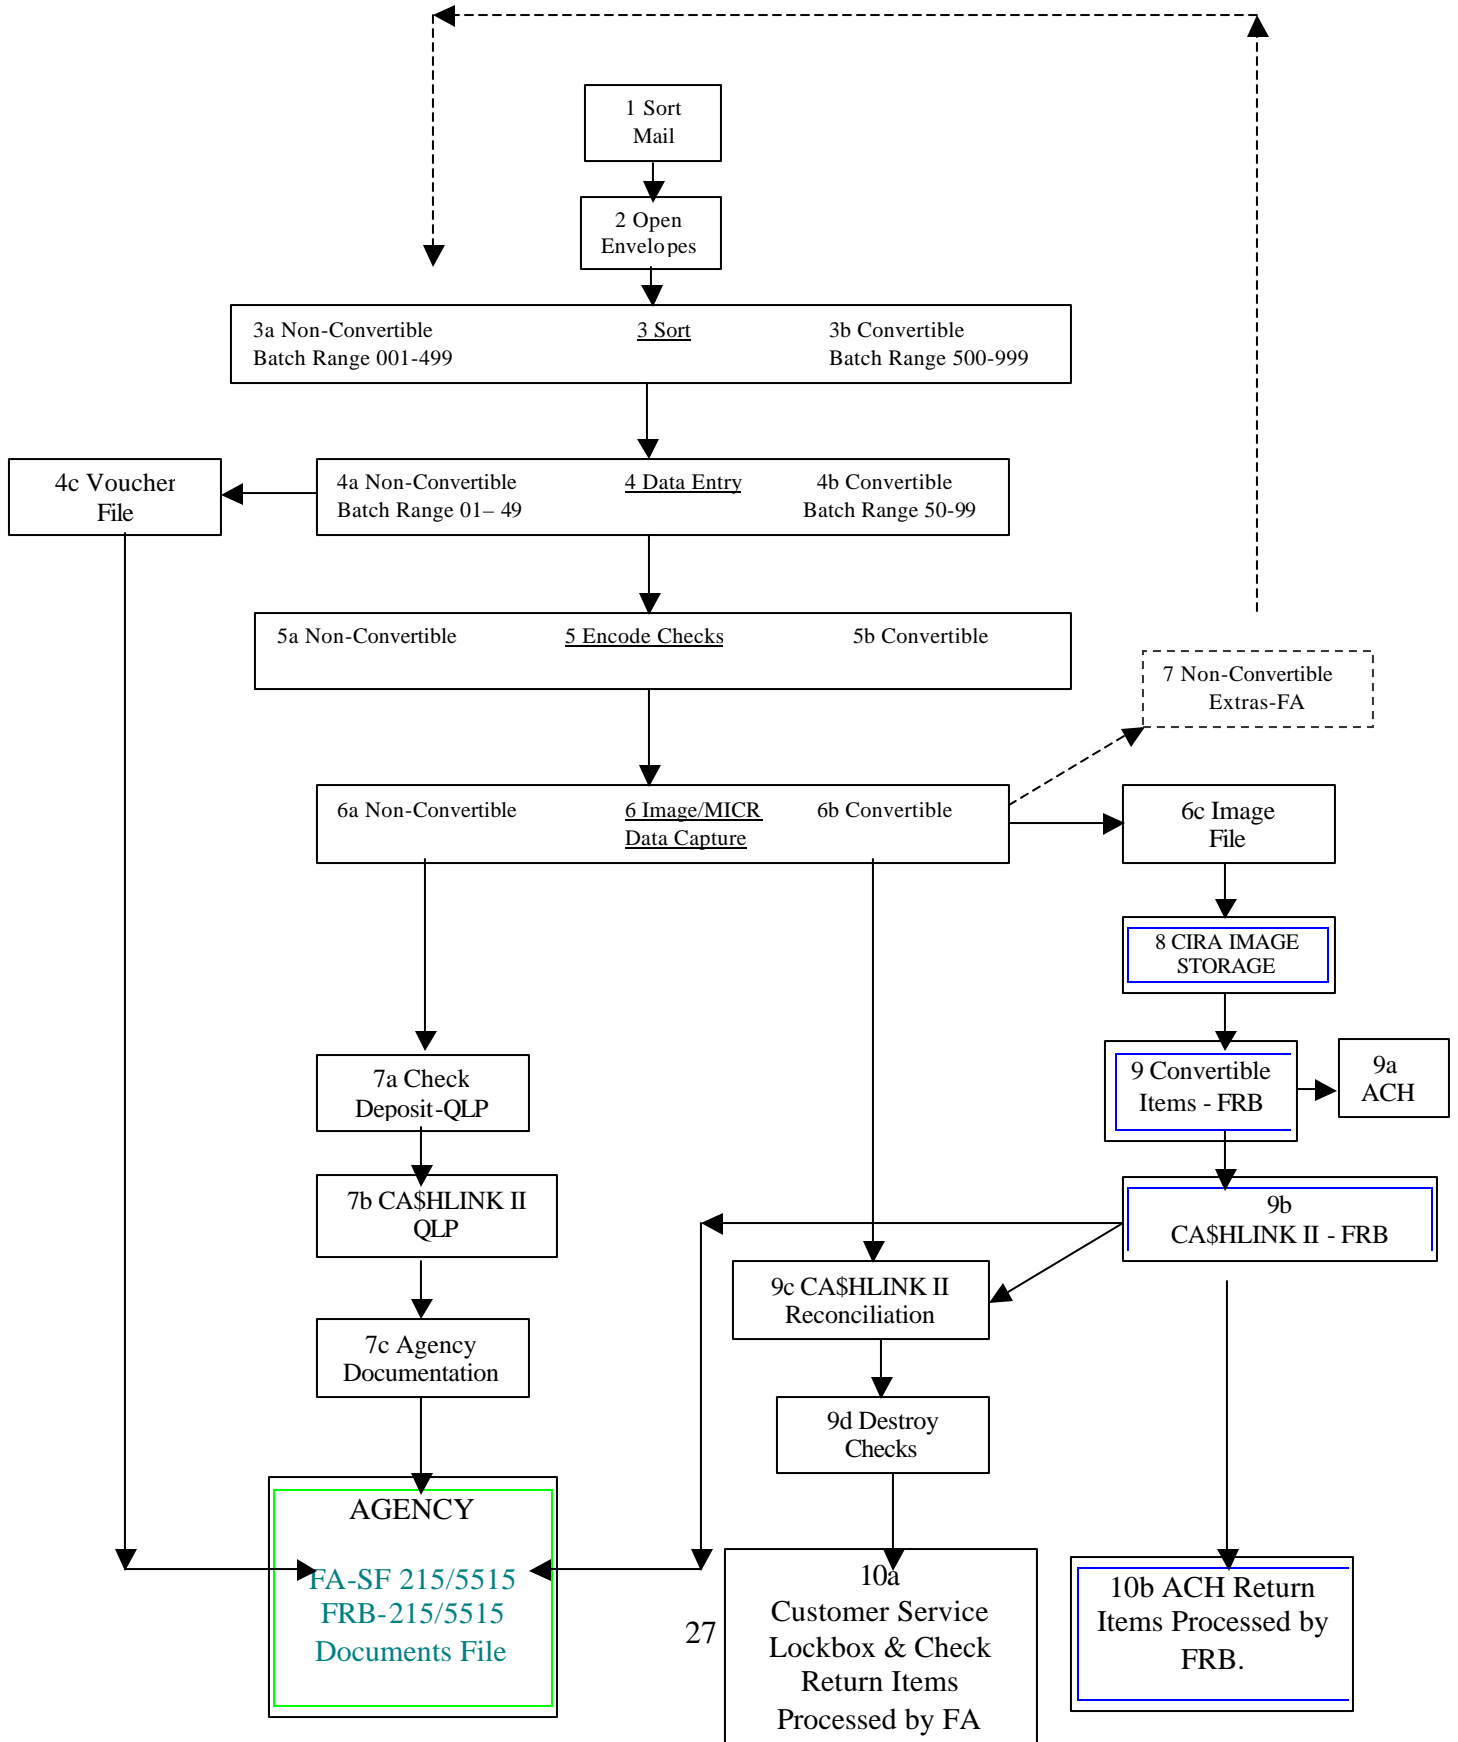 1 Sort
Mail
2 Open
Envelopes
3a Non-Convertible
Batch Range 001-499
3 Sort
3b Convertible
Batch Range 500-999
4c Voucher
File
4a Non-Convertible
Batch Range 01– 49
4 Data Entry
4b Convertible
Batch Range 50-99
5a Non-Convertible
5 Encode Checks
5b Convertible
7 Non-Convertible
Extras-FA
6a Non-Convertible
6 Image/MICR
Data Capture
6b Convertible
6c Image
File
8 CIRA IMAGE
STORAGE
7a Check
Deposit-QLP
9 Convertible
Items - FRB
9a
ACH
7b CA$HLINK II
QLP
9b
CA$HLINK II - FRB
9c CA$HLINK II
Reconciliation
7c Agency
Documentation
9d Destroy
Checks
AGENCY
FA-SF 215/5515
FRB-215/5515
Documents File
27
10a
Customer Service
Lockbox & Check
Return Items
Processed by FA
10b ACH Return
Items Processed by
FRB.